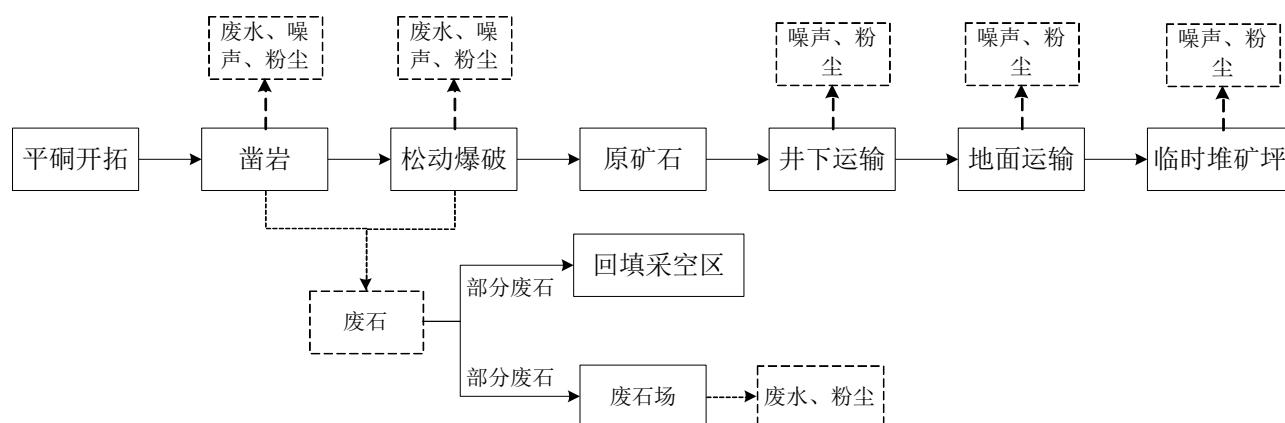 废水、噪
声、粉尘
废水、噪
声、粉尘
噪声、粉
尘
噪声、粉
尘
噪声、粉
尘
平硐开拓
凿岩
松动爆破
原矿石
井下运输
地面运输
临时堆矿坪
回填采空区
部分废石
废石
部分废石
废石场
废水、粉尘